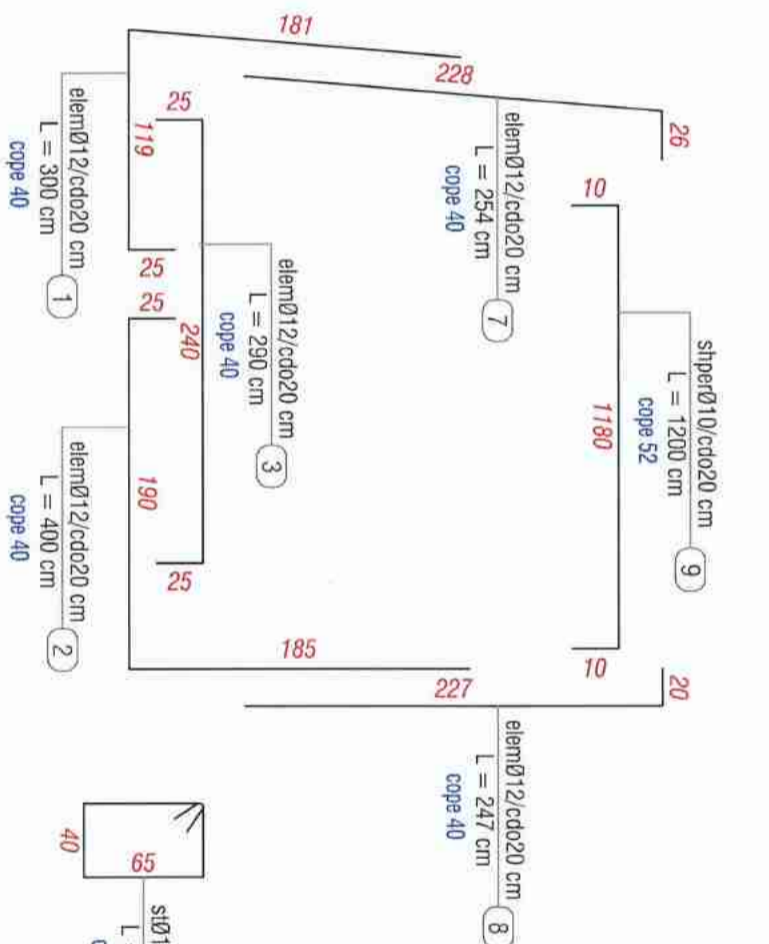 181
228
26
elemØ12/cdo20 cm
L = 254 cm
cope 40
7
10
1180
10
shperØ10/cdo20 cm
L = 1200 cm
cope 52
9
25
119
25
elemØ12/cdo20 cm
L = 300 cm
cope 40
1
25
240
25
elemØ12/cdo20 cm
L = 290 cm
cope 40
3
190
185
elemØ12/cdo20 cm
L = 400 cm
cope 40
2
227
20
elemØ12/cdo20 cm
L = 247 cm
cope 40
8
40
65
stØ1
L